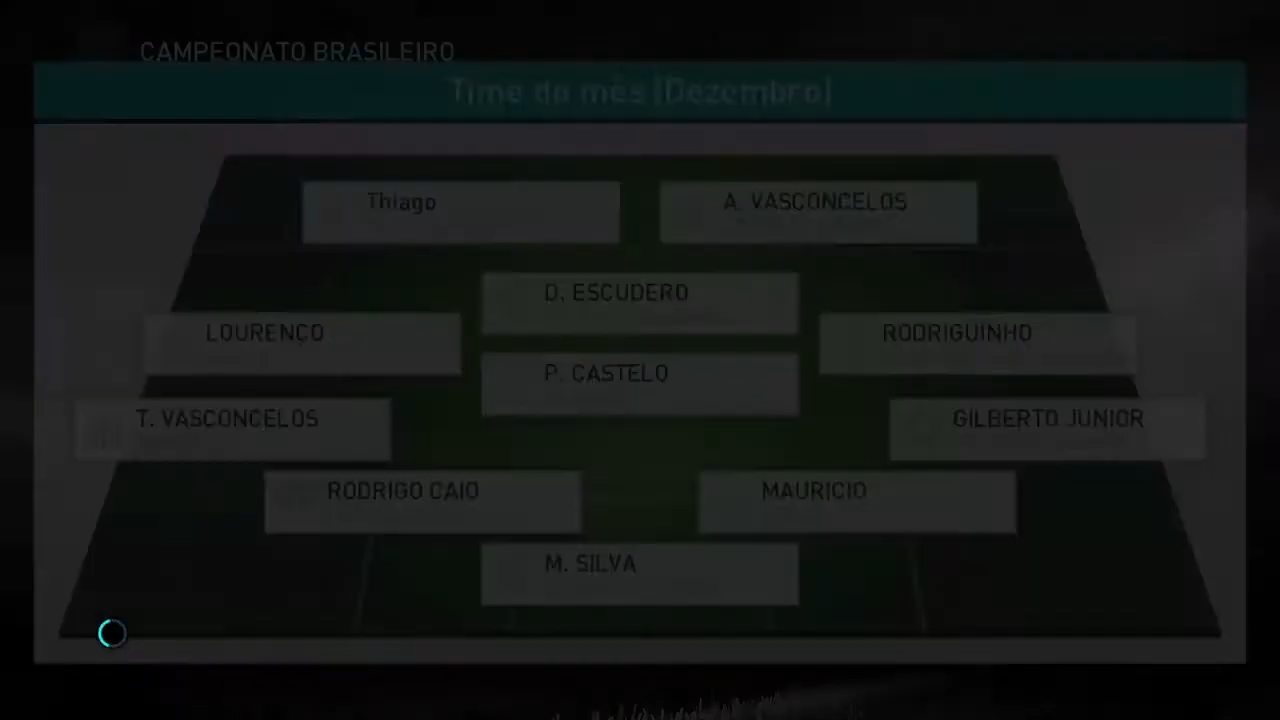 CAMPEONATO BRASILEIRO
Time do mês (Dezembro)
Thiago
A. VASCONCELOS
D. ESCUDERO
LOURENÇO
RODRIGUINHO
P. CASTELO
T. VASCONCELOS
GILBERTO JUNIOR
RODRIGO CAIO
MAURICIO
M. SILVA